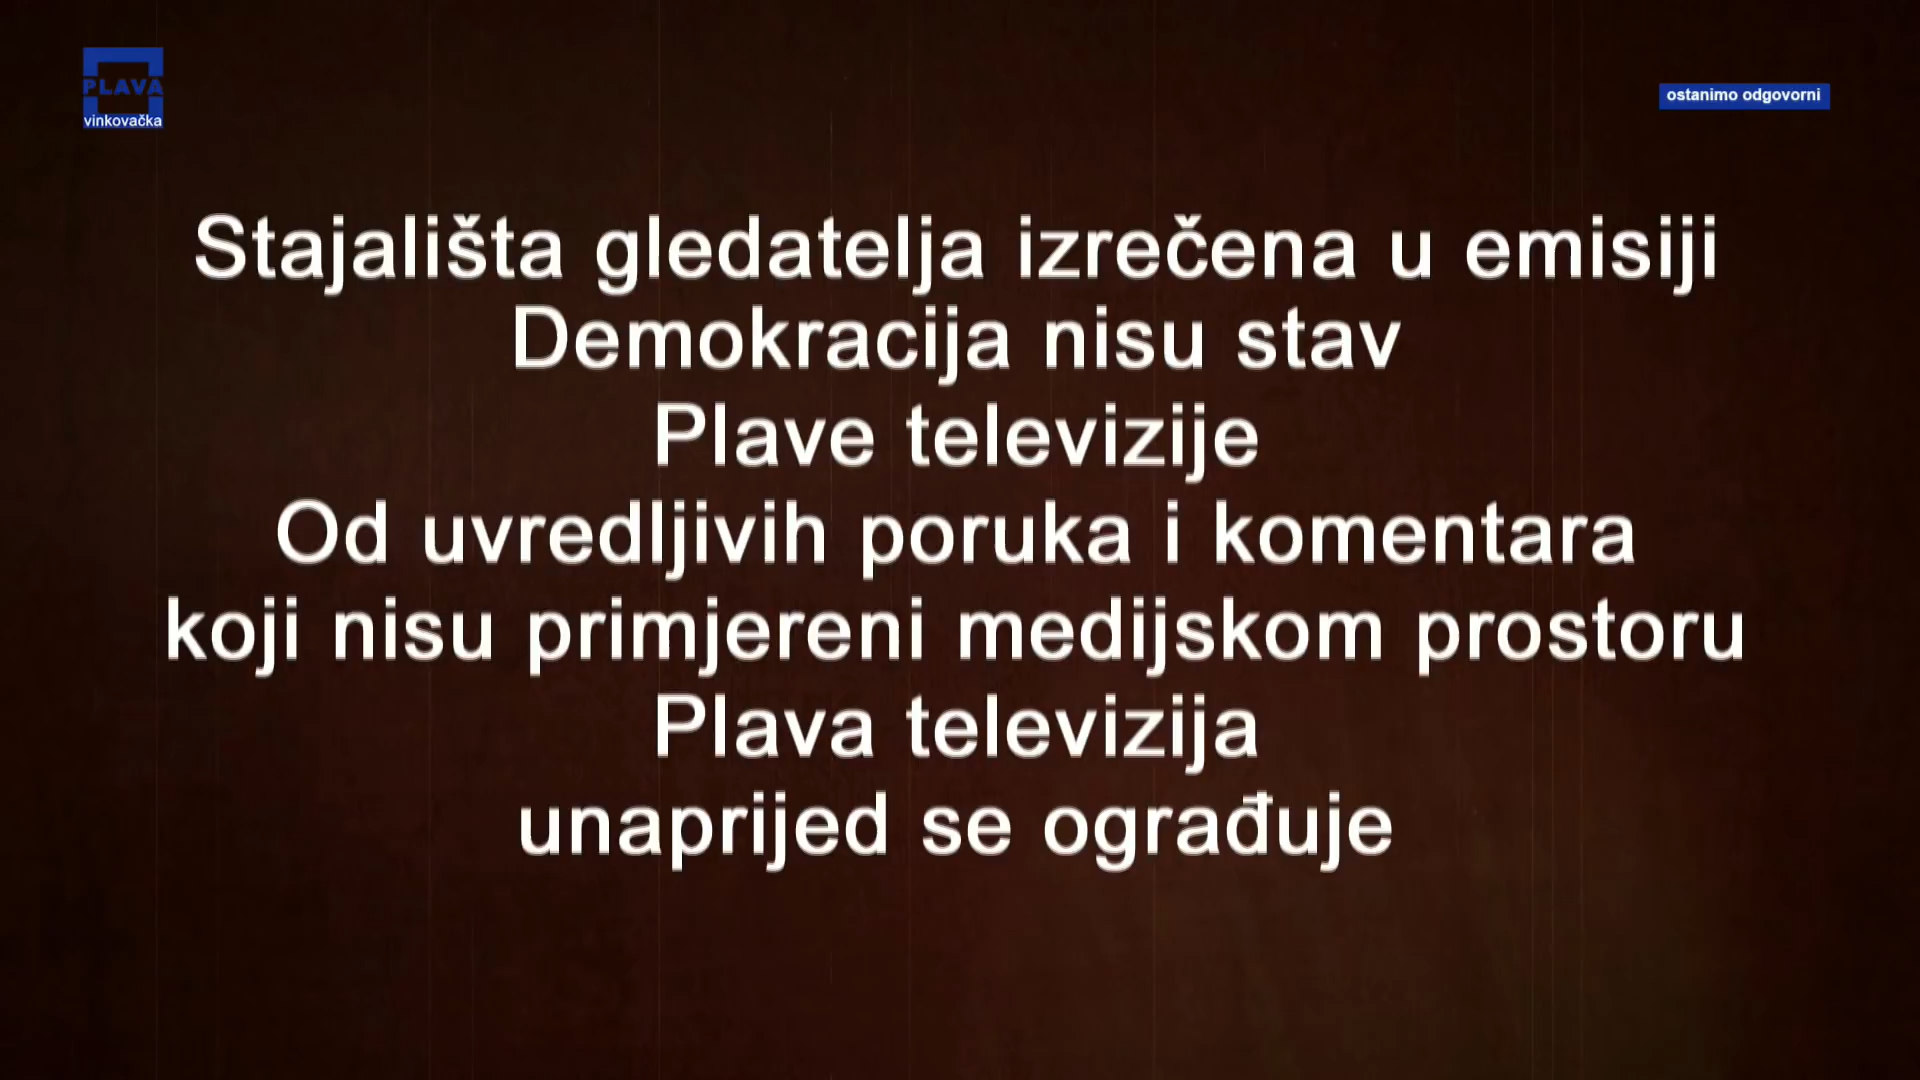 PLAVA
vinkovačka
ostanimo odgovorni
Stajališta gledatelja izrečena u emisiji
Demokracija nisu stav
Plave televizije
Od uvredljivih poruka i komentara
koji nisu primjereni medijskom prostoru
Plava televizija
unaprijed se ograđuje